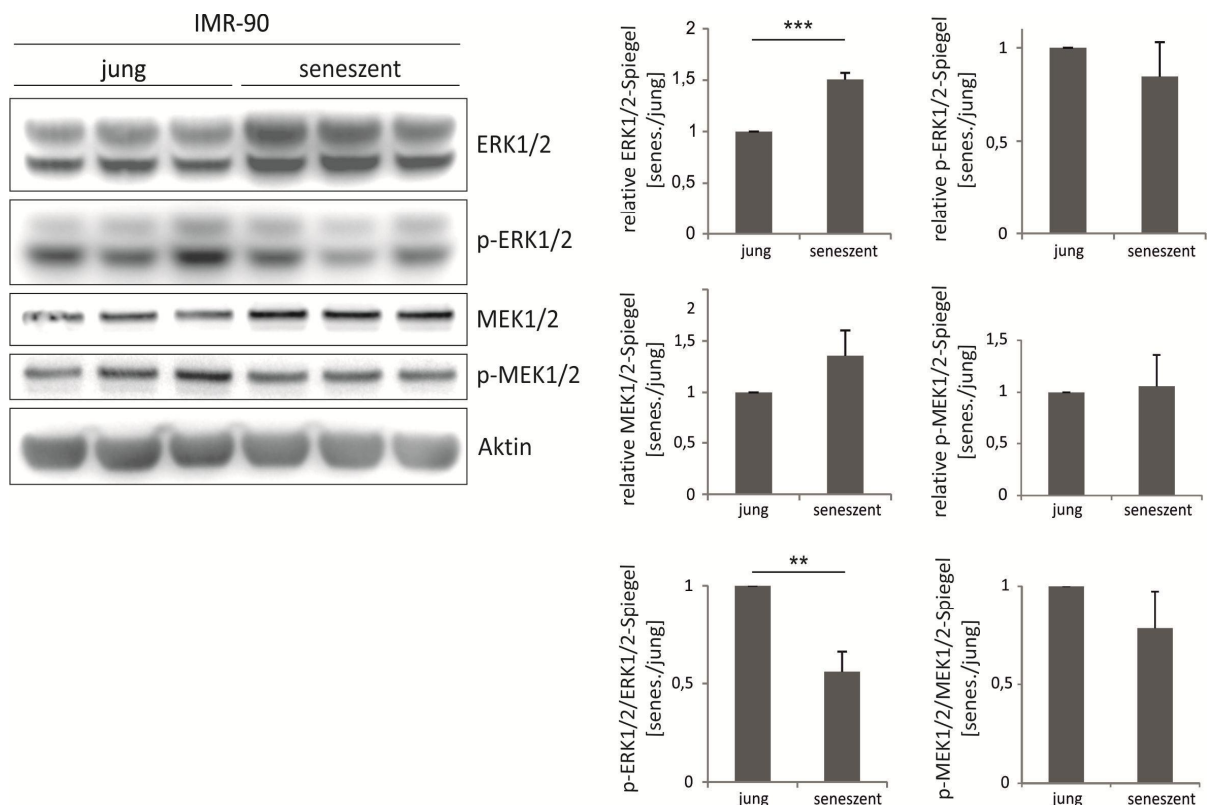 IMR-90
jung seneszent
ERK1/2
p-ERK1/2
MEK1/2
p-MEK1/2
Aktin
relative ERK1/2-Spiegel
[senes./jung]
2
1,5
1
0,5
0
***
jung seneszent
relative p-ERK1/2-Spiegel
[senes./jung]
1
0,5
0
jung seneszent
relative MEK1/2-Spiegel
[senes./jung]
2
1,5
1
0,5
0
jung seneszent
relative p-MEK1/2-Spiegel
[senes./jung]
1,5
1
0,5
0
jung seneszent
p-ERK1/2/ERK1/2-Spiegel
[senes./jung]
1
0,5
0
**
jung seneszent
p-MEK1/2/MEK1/2-Spiegel
[senes./jung]
1
0,5
0
jung seneszent